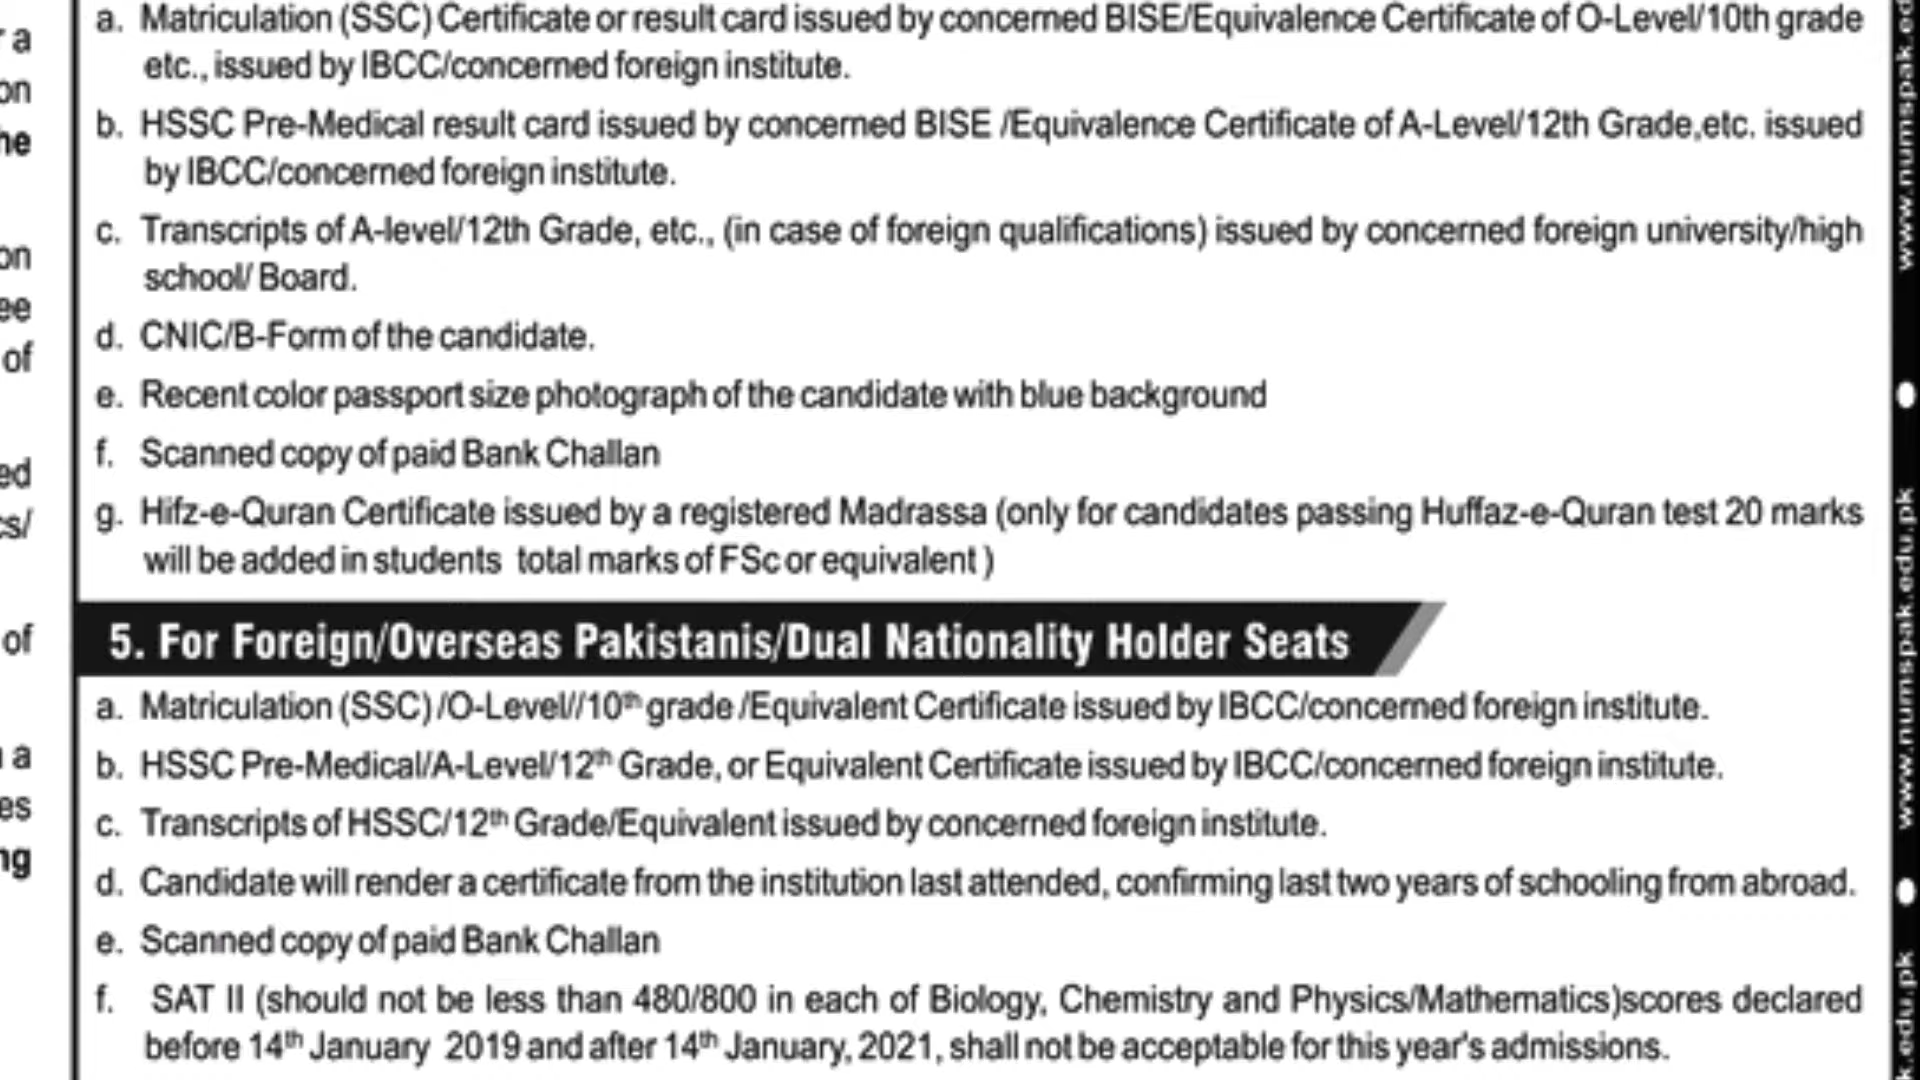 r a
on
he
on
ee
of
ed
cs/
of
a
es
ng
a. Matriculation (SSC) Certificate or result card issued by concerned BISE/Equivalence Certificate of O-Level/10th grade
etc., issued by IBCC/concerned foreign institute.
b. HSSC Pre-Medical result card issued by concerned BISE /Equivalence Certificate of A-Level/12th Grade,etc. issued
by IBCC/concerned foreign institute.
c. Transcripts of A-level/12th Grade, etc., (in case of foreign qualifications) issued by concerned foreign university/high
school/ Board.
d. CNIC/B-Form of the candidate.
e. Recent color passport size photograph of the candidate with blue background
f. Scanned copy of paid Bank Challan
g. Hifz-e-Quran Certificate issued by a registered Madrassa (only for candidates passing Huffaz-e-Quran test 20 marks
will be added in students total marks of FSc or equivalent )
5. For Foreign/Overseas Pakistanis/Dual Nationality Holder Seats
a. Matriculation (SSC) /O-Level//10th grade /Equivalent Certificate issued by IBCC/concerned foreign institute.
b. HSSC Pre-Medical/A-Level/12th Grade, or Equivalent Certificate issued by IBCC/concerned foreign institute.
c. Transcripts of HSSC/12th Grade/Equivalent issued by concerned foreign institute.
d. Candidate will render a certificate from the institution last attended, confirming last two years of schooling from abroad.
e. Scanned copy of paid Bank Challan
f. SAT II (should not be less than 480/800 in each of Biology, Chemistry and Physics/Mathematics)scores declared
before 14th January 2019 and after 14th January, 2021, shall not be acceptable for this year's admissions.
www.numspak.ed
www.numspak.edu.pk
k.edu.pk